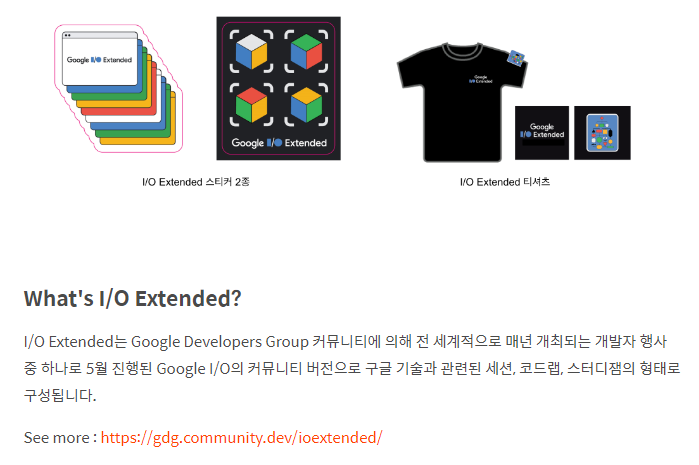 Google I/O Extended
Google I/O Extended
Google
I/O Extended
Google
I/O Extended
I/O Extended 스티커 2종
I/O Extended 티셔츠
What's I/O Extended?
I/O Extended는 Google Developers Group 커뮤니티에 의해 전 세계적으로 매년 개최되는 개발자 행사
중 하나로 5월 진행된 Google I/O의 커뮤니티 버전으로 구글 기술과 관련된 세션, 코드랩, 스터디잼의 형태로
구성됩니다.
See more : https://gdg.community.dev/ioextended/